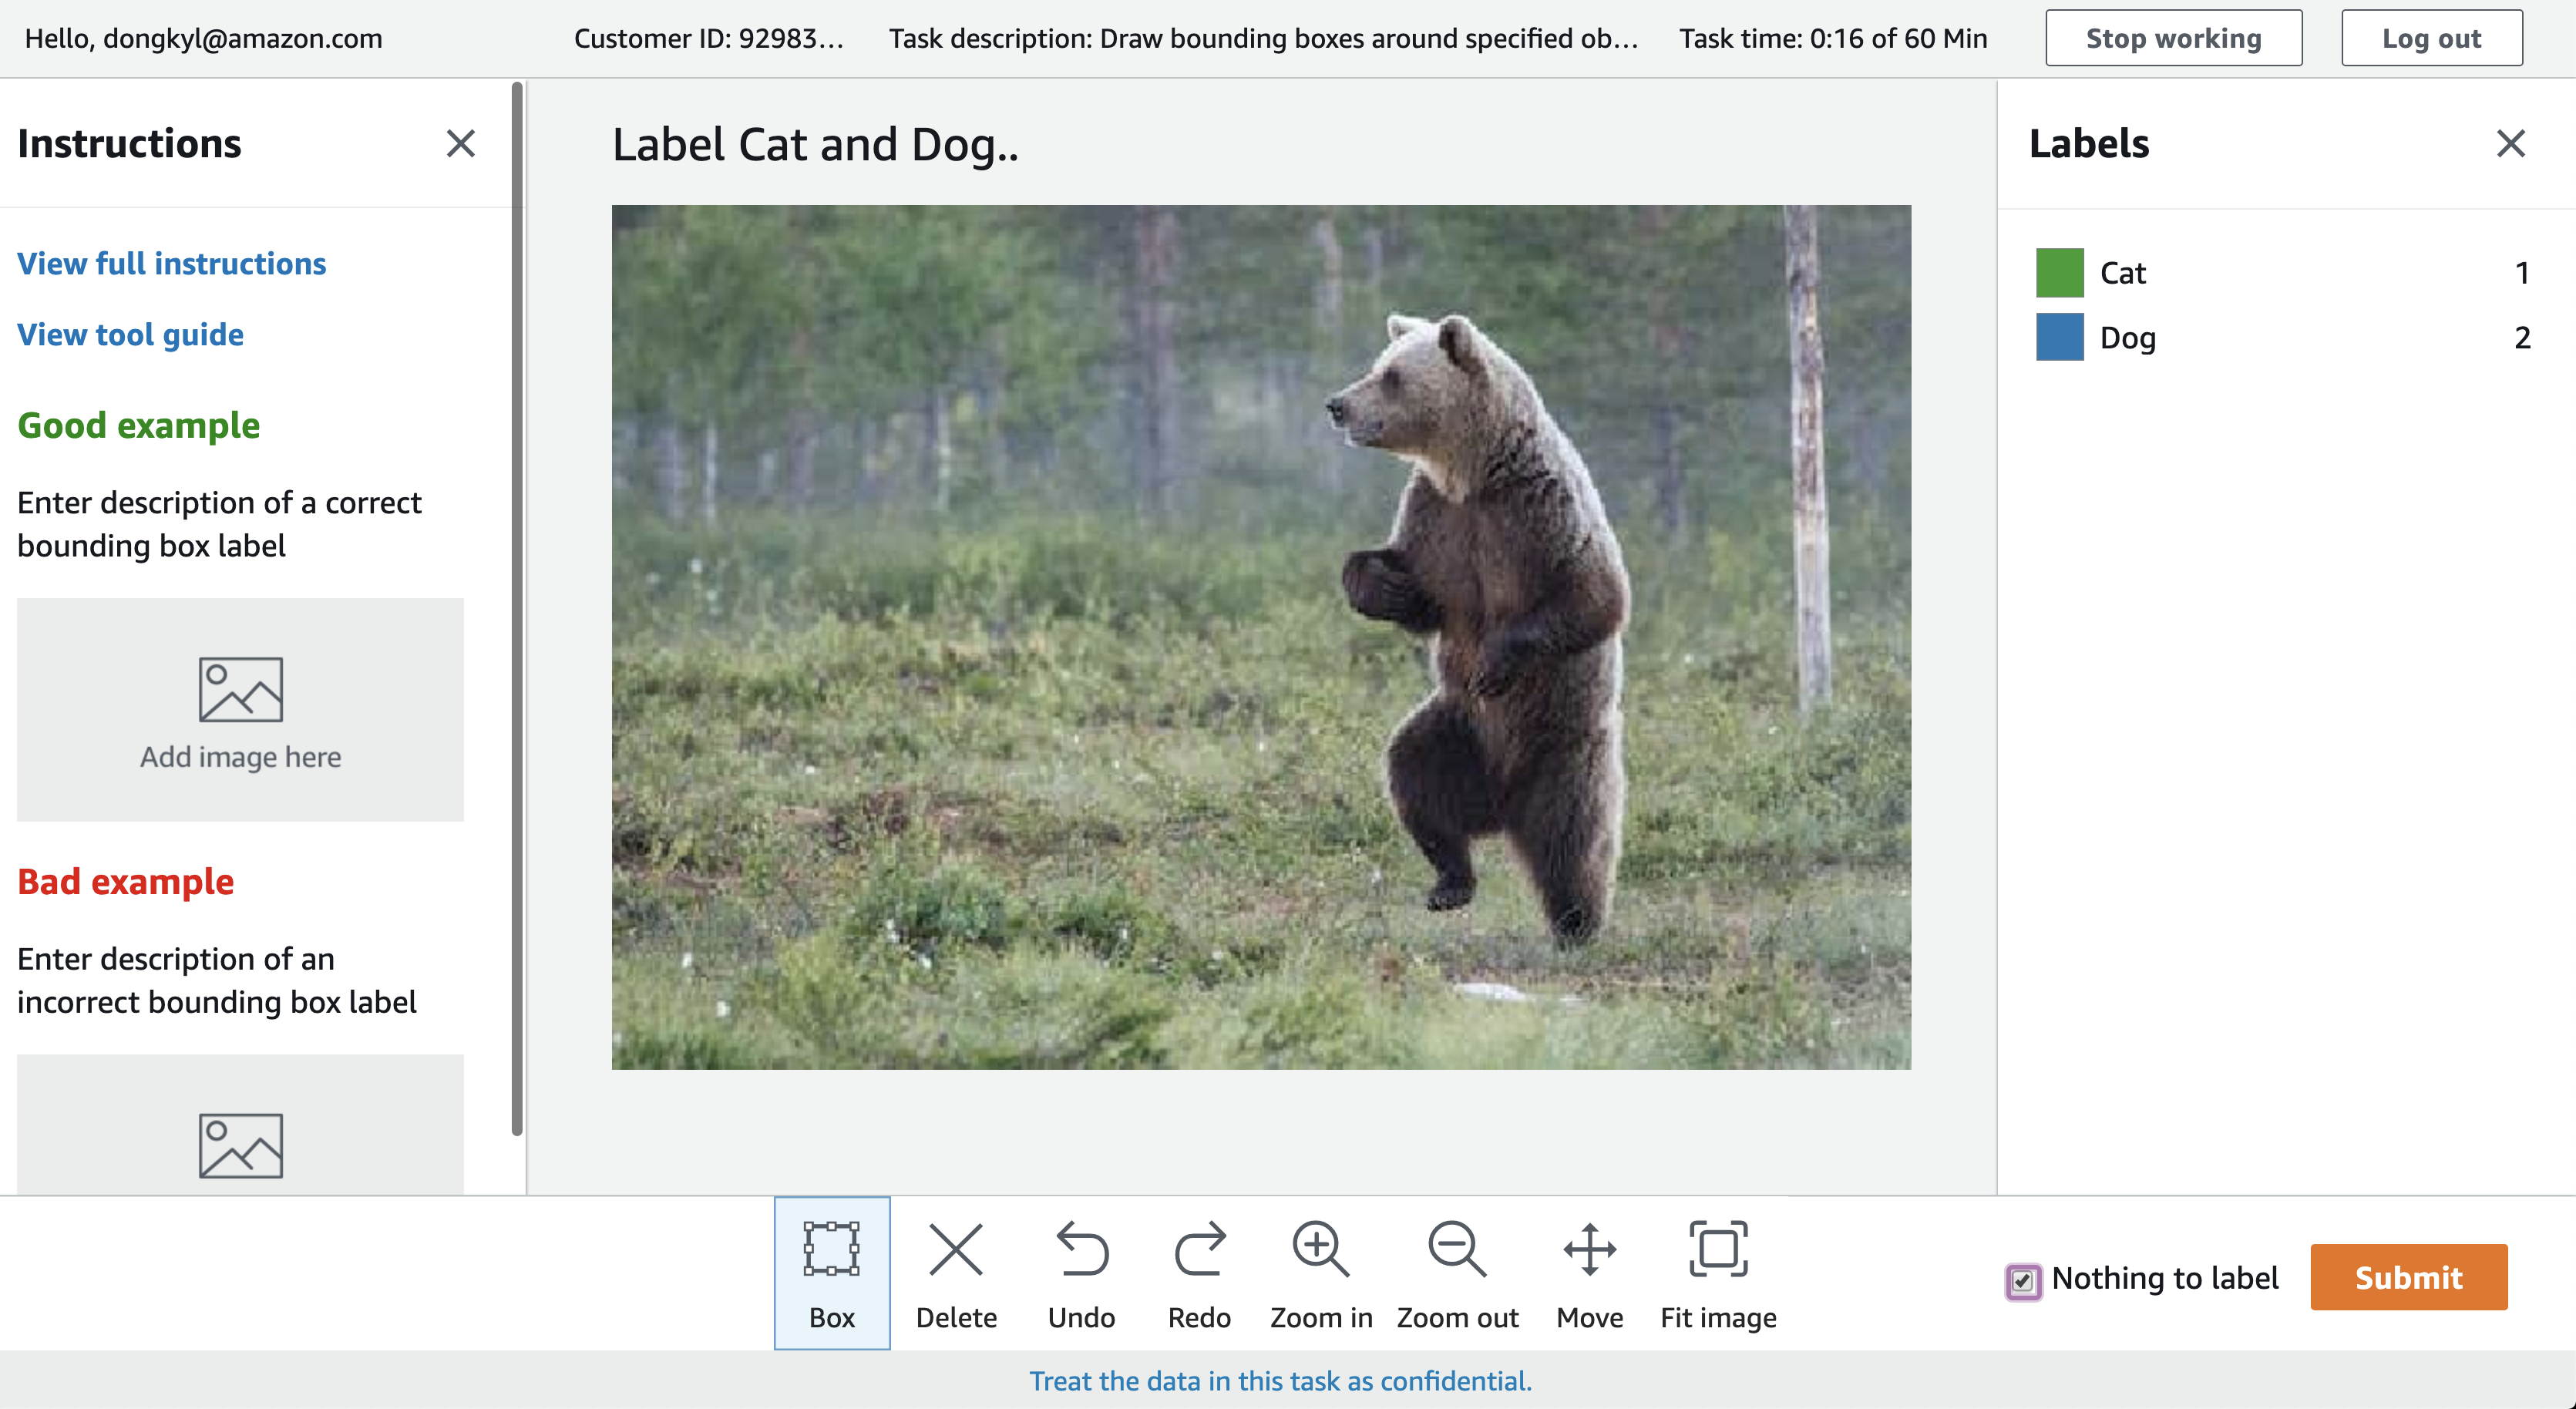 Hello, dongkyl@amazon.com
Customer ID: 92983...
Task description: Draw bounding boxes around specified ob...
Task time: 0:16 of 60 Min
Stop working
Log out
Instructions
View full instructions
View tool guide
Good example
Enter description of a correct
bounding box label
Add image here
Bad example
Enter description of an
incorrect bounding box label
Label Cat and Dog..
Labels
Cat 1
Dog 2
Box
Delete
Undo
Redo
Zoom in
Zoom out
Move
Fit image
Nothing to label
Submit
Treat the data in this task as confidential.